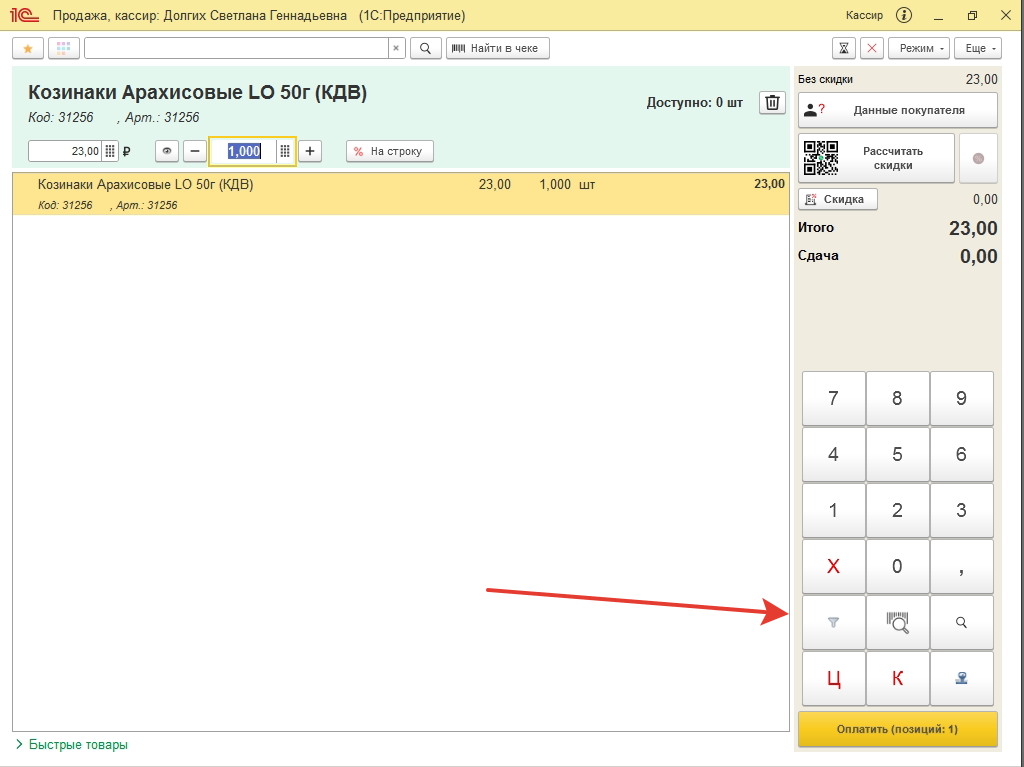 1С Продажа, кассир: Долгих Светлана Геннадьевна (1С:Предприятие)
Кассир
Найти в чеке
Режим
Еще
Козинаки Арахисовые LO 50г (КДВ)
Код: 31256 , Арт.: 31256
Доступно: 0 шт
23,00 ₽
1,000
% На строку
Козинаки Арахисовые LO 50г (КДВ) 23,00 1,000 шт 23,00
Код: 31256 , Арт.: 31256
Без скидки 23,00
? Данные покупателя
Рассчитать
скидки
Скидка 0,00
Итого 23,00
Сдача 0,00
7 8 9
4 5 6
1 2 3
X 0 ,
Ц К
Оплатить (позиций: 1)
Быстрые товары